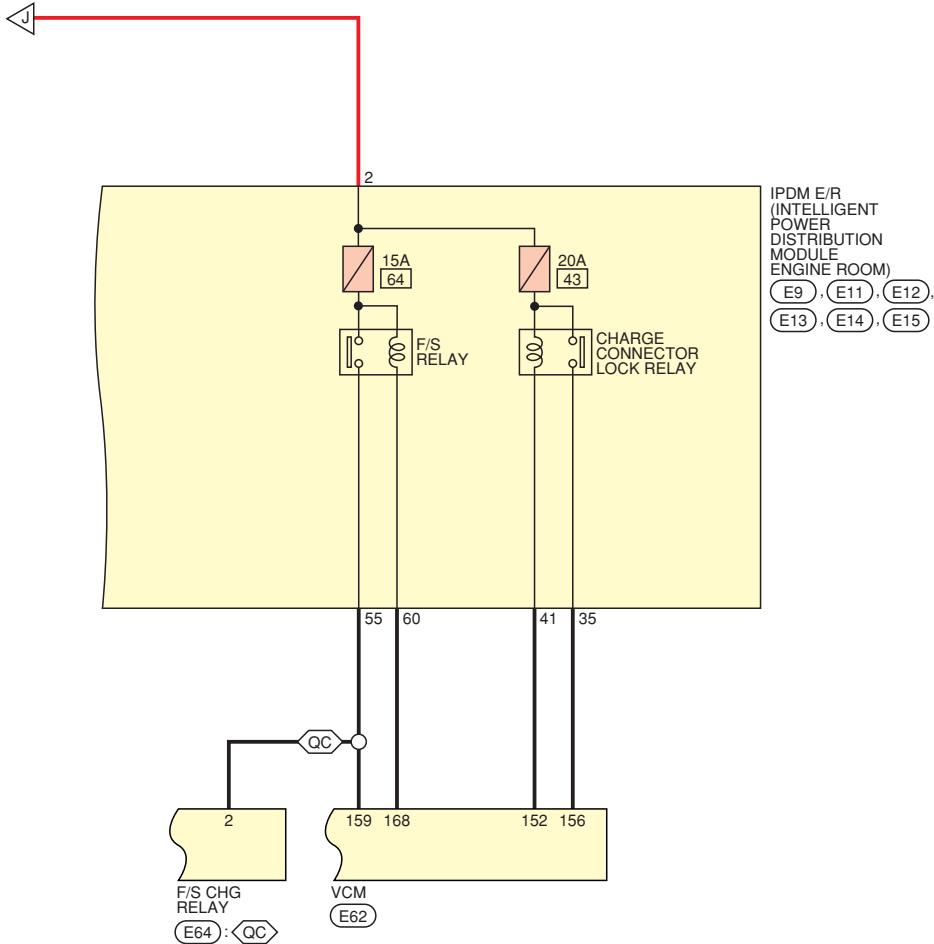 J
2
IPDM E/R
(INTELLIGENT
POWER
DISTRIBUTION
MODULE
ENGINE ROOM)
E9 , E11 , E12 ,
E13 , E14 , E15
15A
64
20A
43
F/S
RELAY
CHARGE
CONNECTOR
LOCK RELAY
55 60 41 35
QC
2
159 168 152 156
F/S CHG
RELAY
E64 : QC
VCM
E62